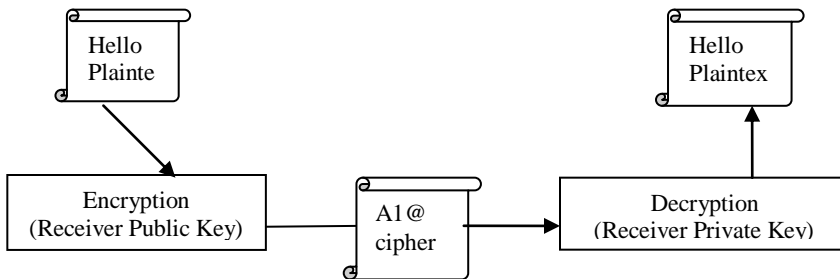 Hello
Plainte
Hello
Plaintex
Encryption
(Receiver Public Key)
A1@
cipher
Decryption
(Receiver Private Key)